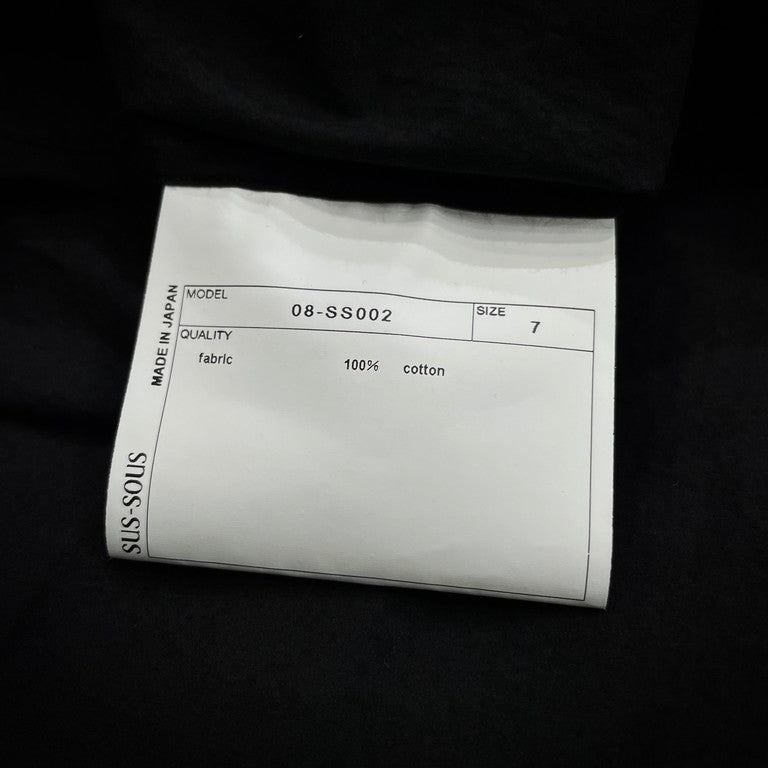 MODEL 08-SS002 SIZE 7
QUALITY
fabric 100% cotton
MADE IN JAPAN
SUS-SOUS